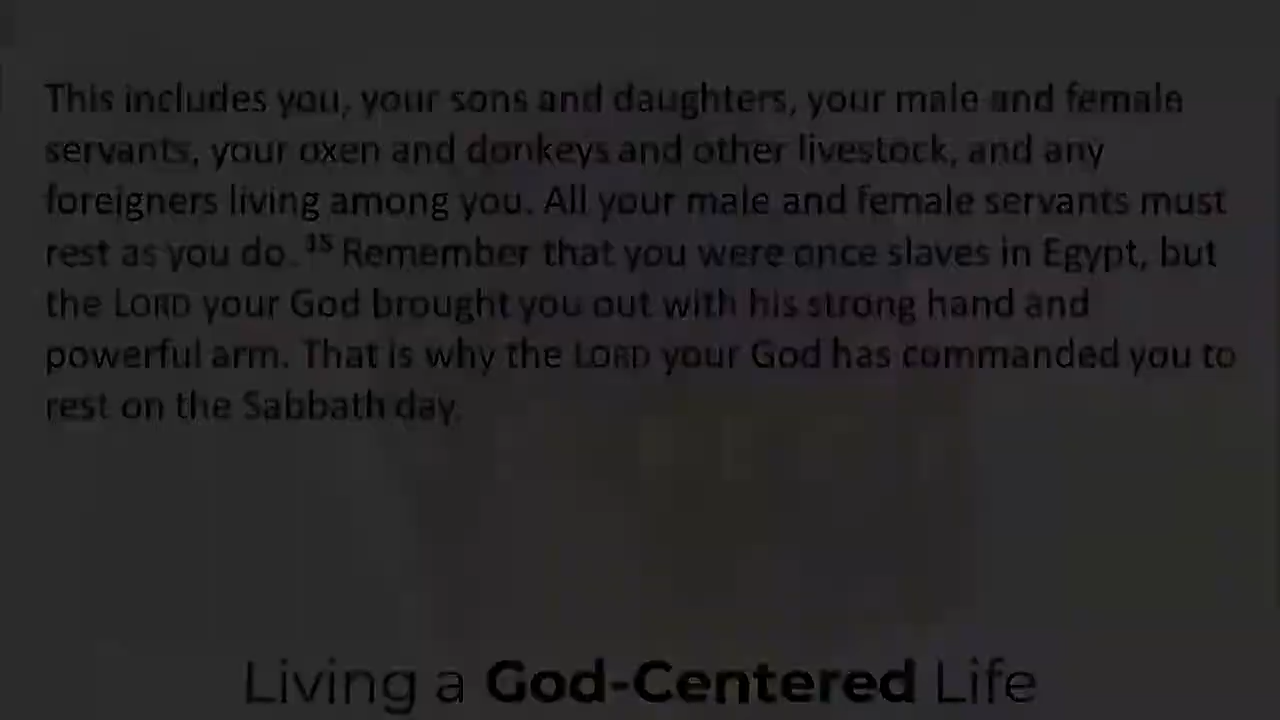 This includes you, your sons and daughters, your male and female
servants, your oxen and donkeys and other livestock, and any
foreigners living among you. All your male and female servants must
rest as you do. ¹⁵ Remember that you were once slaves in Egypt, but
the LORD your God brought you out with his strong hand and
powerful arm. That is why the LORD your God has commanded you to
rest on the Sabbath day.
Living a God-Centered Life